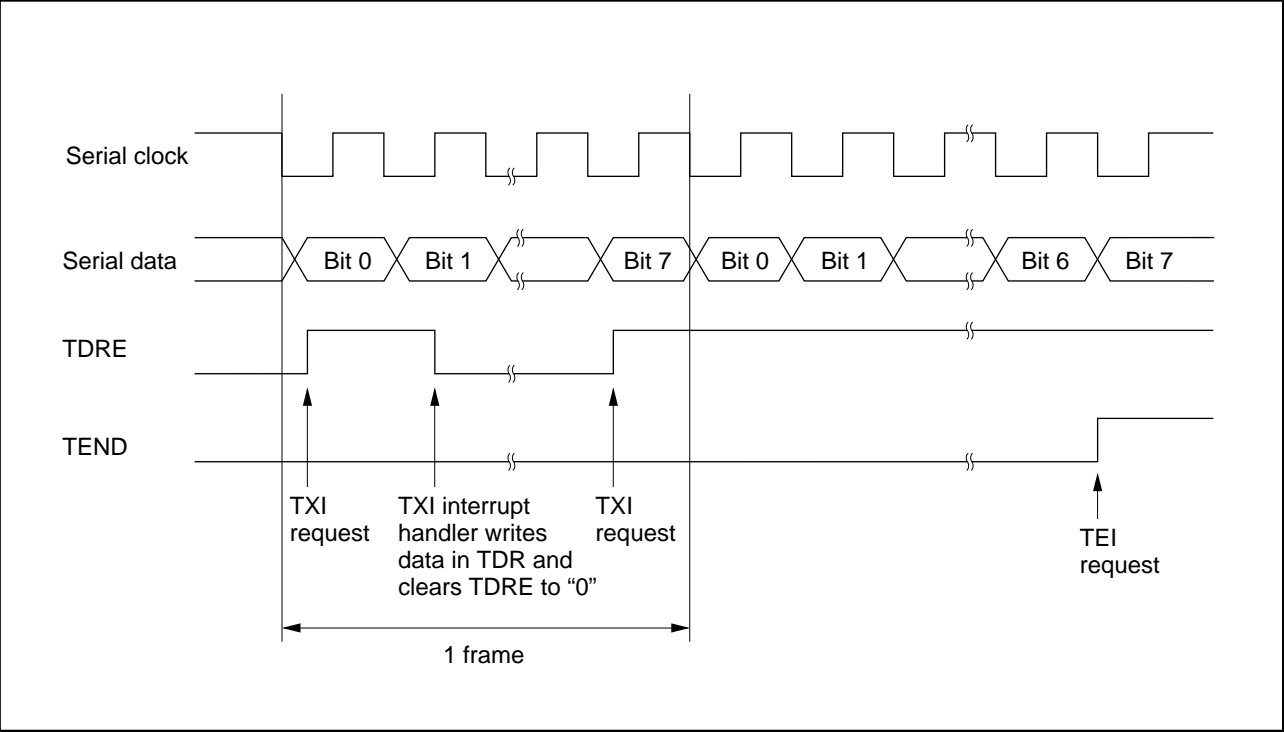 Serial clock
Serial data
Bit 0
Bit 1
Bit 7
Bit 0
Bit 1
Bit 6
Bit 7
TDRE
TEND
TXI
request
TXI interrupt
handler writes
data in TDR and
clears TDRE to “0”
TXI
request
TEI
request
1 frame